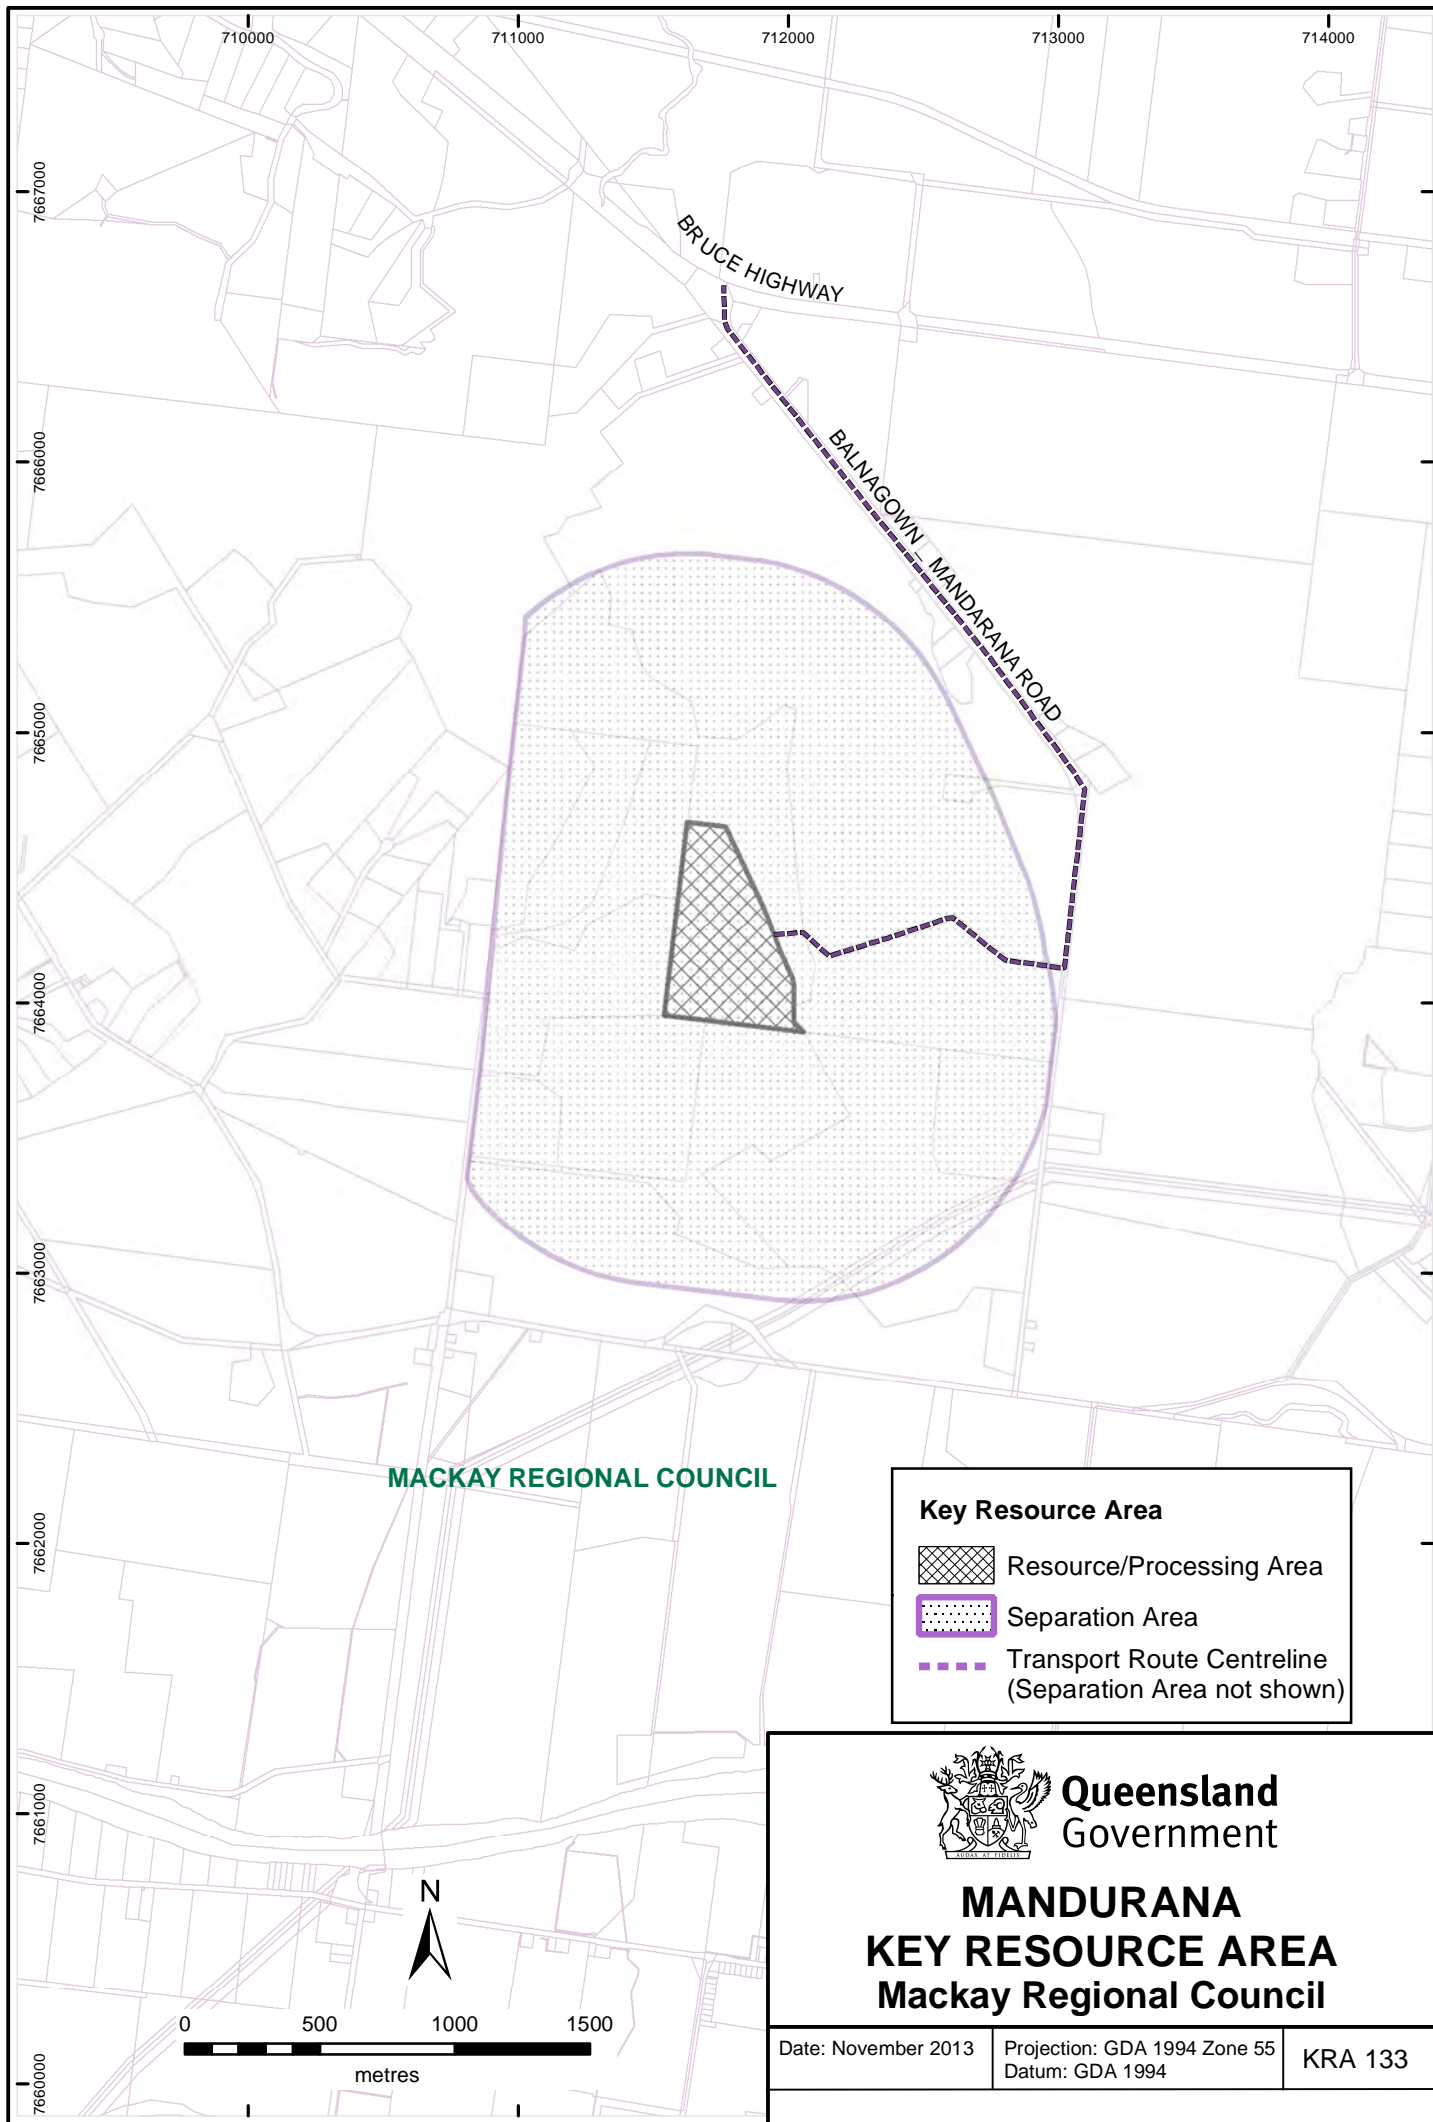 710000
711000
712000
713000
714000
7667000
7666000
7665000
7664000
7663000
7662000
7661000
7660000
BRUCE HIGHWAY
BALNAGOWN _ MANDARANA ROAD
MACKAY REGIONAL COUNCIL
Key Resource Area
Resource/Processing Area
Separation Area
Transport Route Centreline
(Separation Area not shown)
AUDAX AT FIDELIS
Queensland
Government
MANDURANA
KEY RESOURCE AREA
Mackay Regional Council
Date: November 2013
Projection: GDA 1994 Zone 55
Datum: GDA 1994
KRA 133
N
0 500 1000 1500
metres